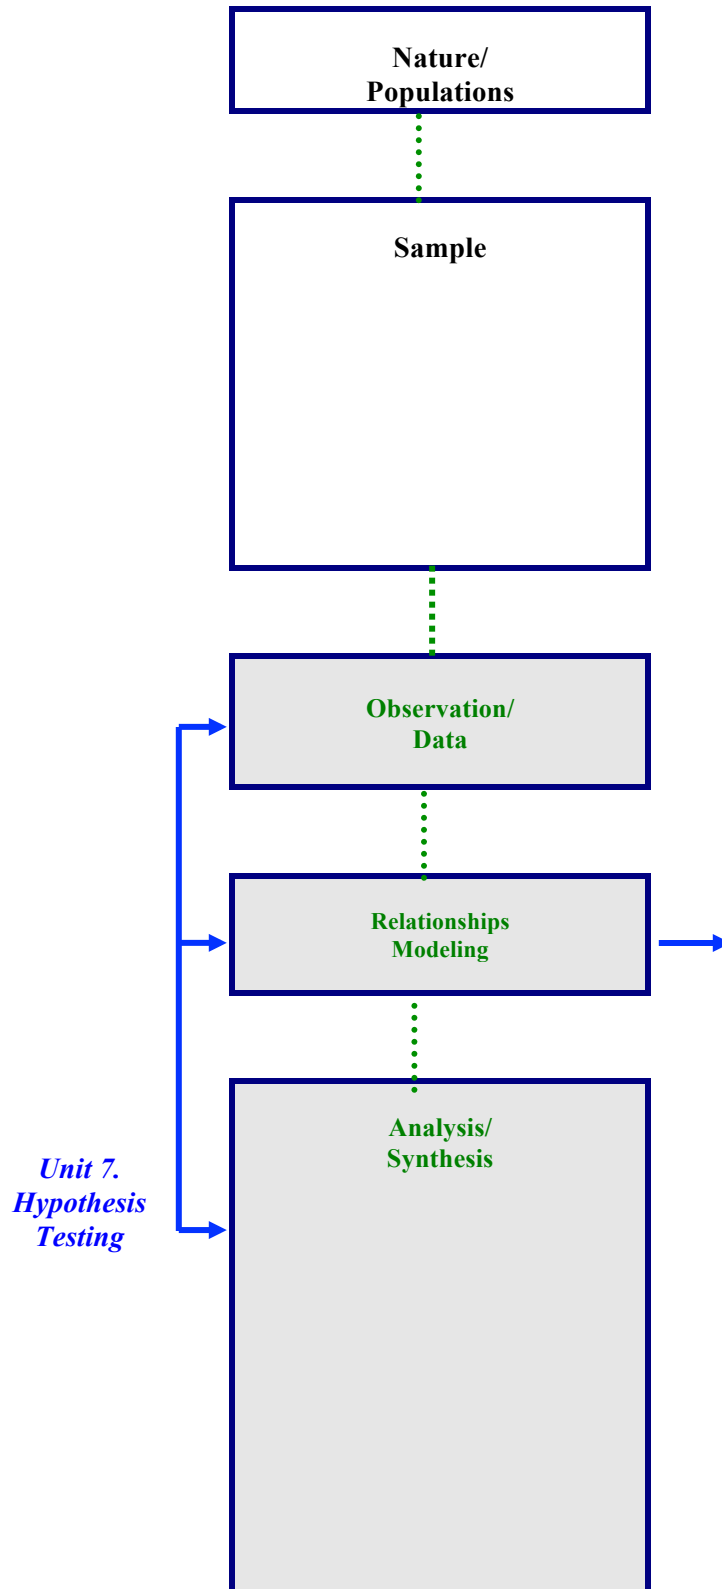 Nature/
Populations
Sample
Observation/
Data
Relationships
Modeling
Analysis/
Synthesis
Unit 7.
Hypothesis
Testing